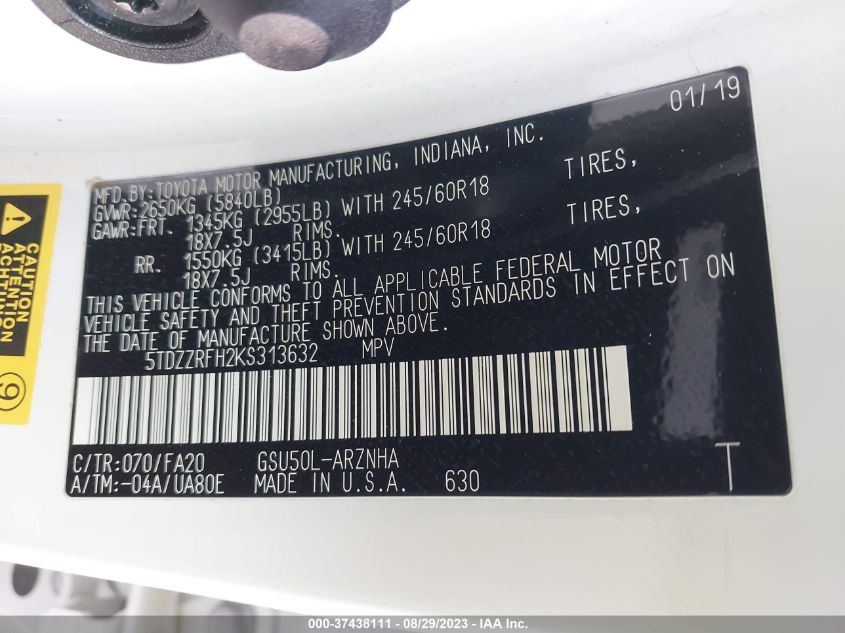 01/19
MFD.BY:TOYOTA MOTOR MANUFACTURING, INDIANA, INC.
GVWR:2650KG (5840LB)
GAWR:FRT. 1345KG (2955LB) WITH 245/60R18 TIRES,
18X7.5J RIMS.
RR. 1550KG (3415LB) WITH 245/60R18 TIRES,
18X7.5J RIMS.
THIS VEHICLE CONFORMS TO ALL APPLICABLE FEDERAL MOTOR
VEHICLE SAFETY AND THEFT PREVENTION STANDARDS IN EFFECT ON
THE DATE OF MANUFACTURE SHOWN ABOVE.
5TDZZRFH2KS313632 MPV
C/TR:070/FA20 GSU50L-ARZNHA
A/TM:-04A/UA80E MADE IN U.S.A. 630
T
CAUTION
ATTENTION
ACHTUNG
9
000-37438111 - 08/29/2023 - IAA Inc.